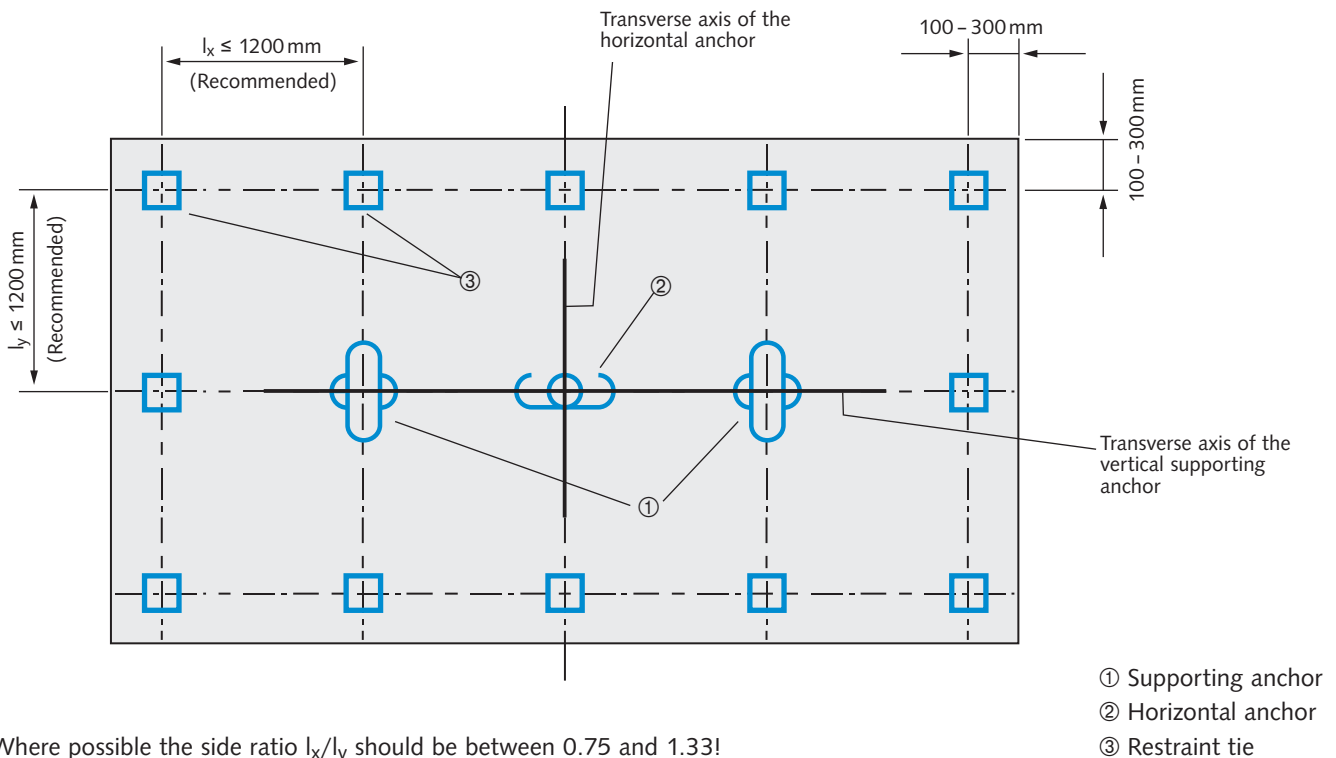 Transverse axis of the
horizontal anchor
lx ≤ 1200 mm
(Recommended)
100 – 300 mm
100 – 300 mm
ly ≤ 1200 mm
(Recommended)
③
②
①
Transverse axis of the
vertical supporting
anchor
① Supporting anchor
② Horizontal anchor
③ Restraint tie
Where possible the side ratio lx/ly should be between 0.75 and 1.33!